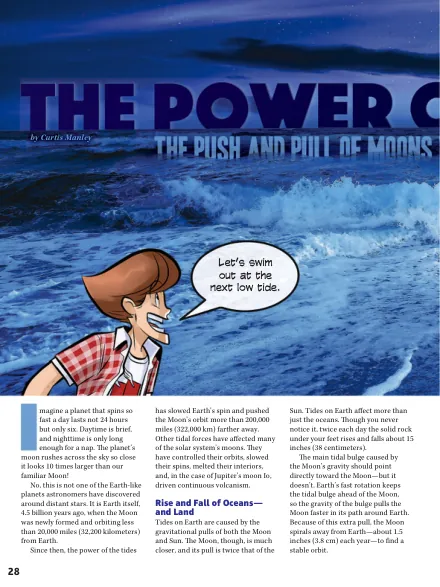 THE POWER O
by Curtis Manley
THE PUSH AND PULL OF MOONS
Let's swim
out at the
next low tide.
Imagine a planet that spins so
fast a day lasts not 24 hours
but only six. Daytime is brief,
and nighttime is only long
enough for a nap. The planet's
moon rushes across the sky so close
it looks 10 times larger than our
familiar Moon!
No, this is not one of the Earth-like
planets astronomers have discovered
around distant stars. It is Earth itself,
4.5 billion years ago, when the Moon
was newly formed and orbiting less
than 20,000 miles (32,200 kilometers)
from Earth.
Since then, the power of the tides
has slowed Earth's spin and pushed
the Moon's orbit more than 200,000
miles (322,000 km) farther away.
Other tidal forces have affected many
of the solar system's moons. They
have controlled their orbits, slowed
their spins, melted their interiors,
and, in the case of Jupiter's moon Io,
driven continuous volcanism.
Rise and Fall of Oceans—
and Land
Tides on Earth are caused by the
gravitational pulls of both the Moon
and Sun. The Moon, though, is much
closer, and its pull is twice that of the
Sun. Tides on Earth affect more than
just the oceans. Though you never
notice it, twice each day the solid rock
under your feet rises and falls about 15
inches (38 centimeters).
The main tidal bulge caused by
the Moon's gravity should point
directly toward the Moon—but it
doesn't. Earth's fast rotation keeps
the tidal bulge ahead of the Moon,
so the gravity of the bulge pulls the
Moon faster in its path around Earth.
Because of this extra pull, the Moon
spirals away from Earth—about 1.5
inches (3.8 cm) each year—to find a
stable orbit.
28